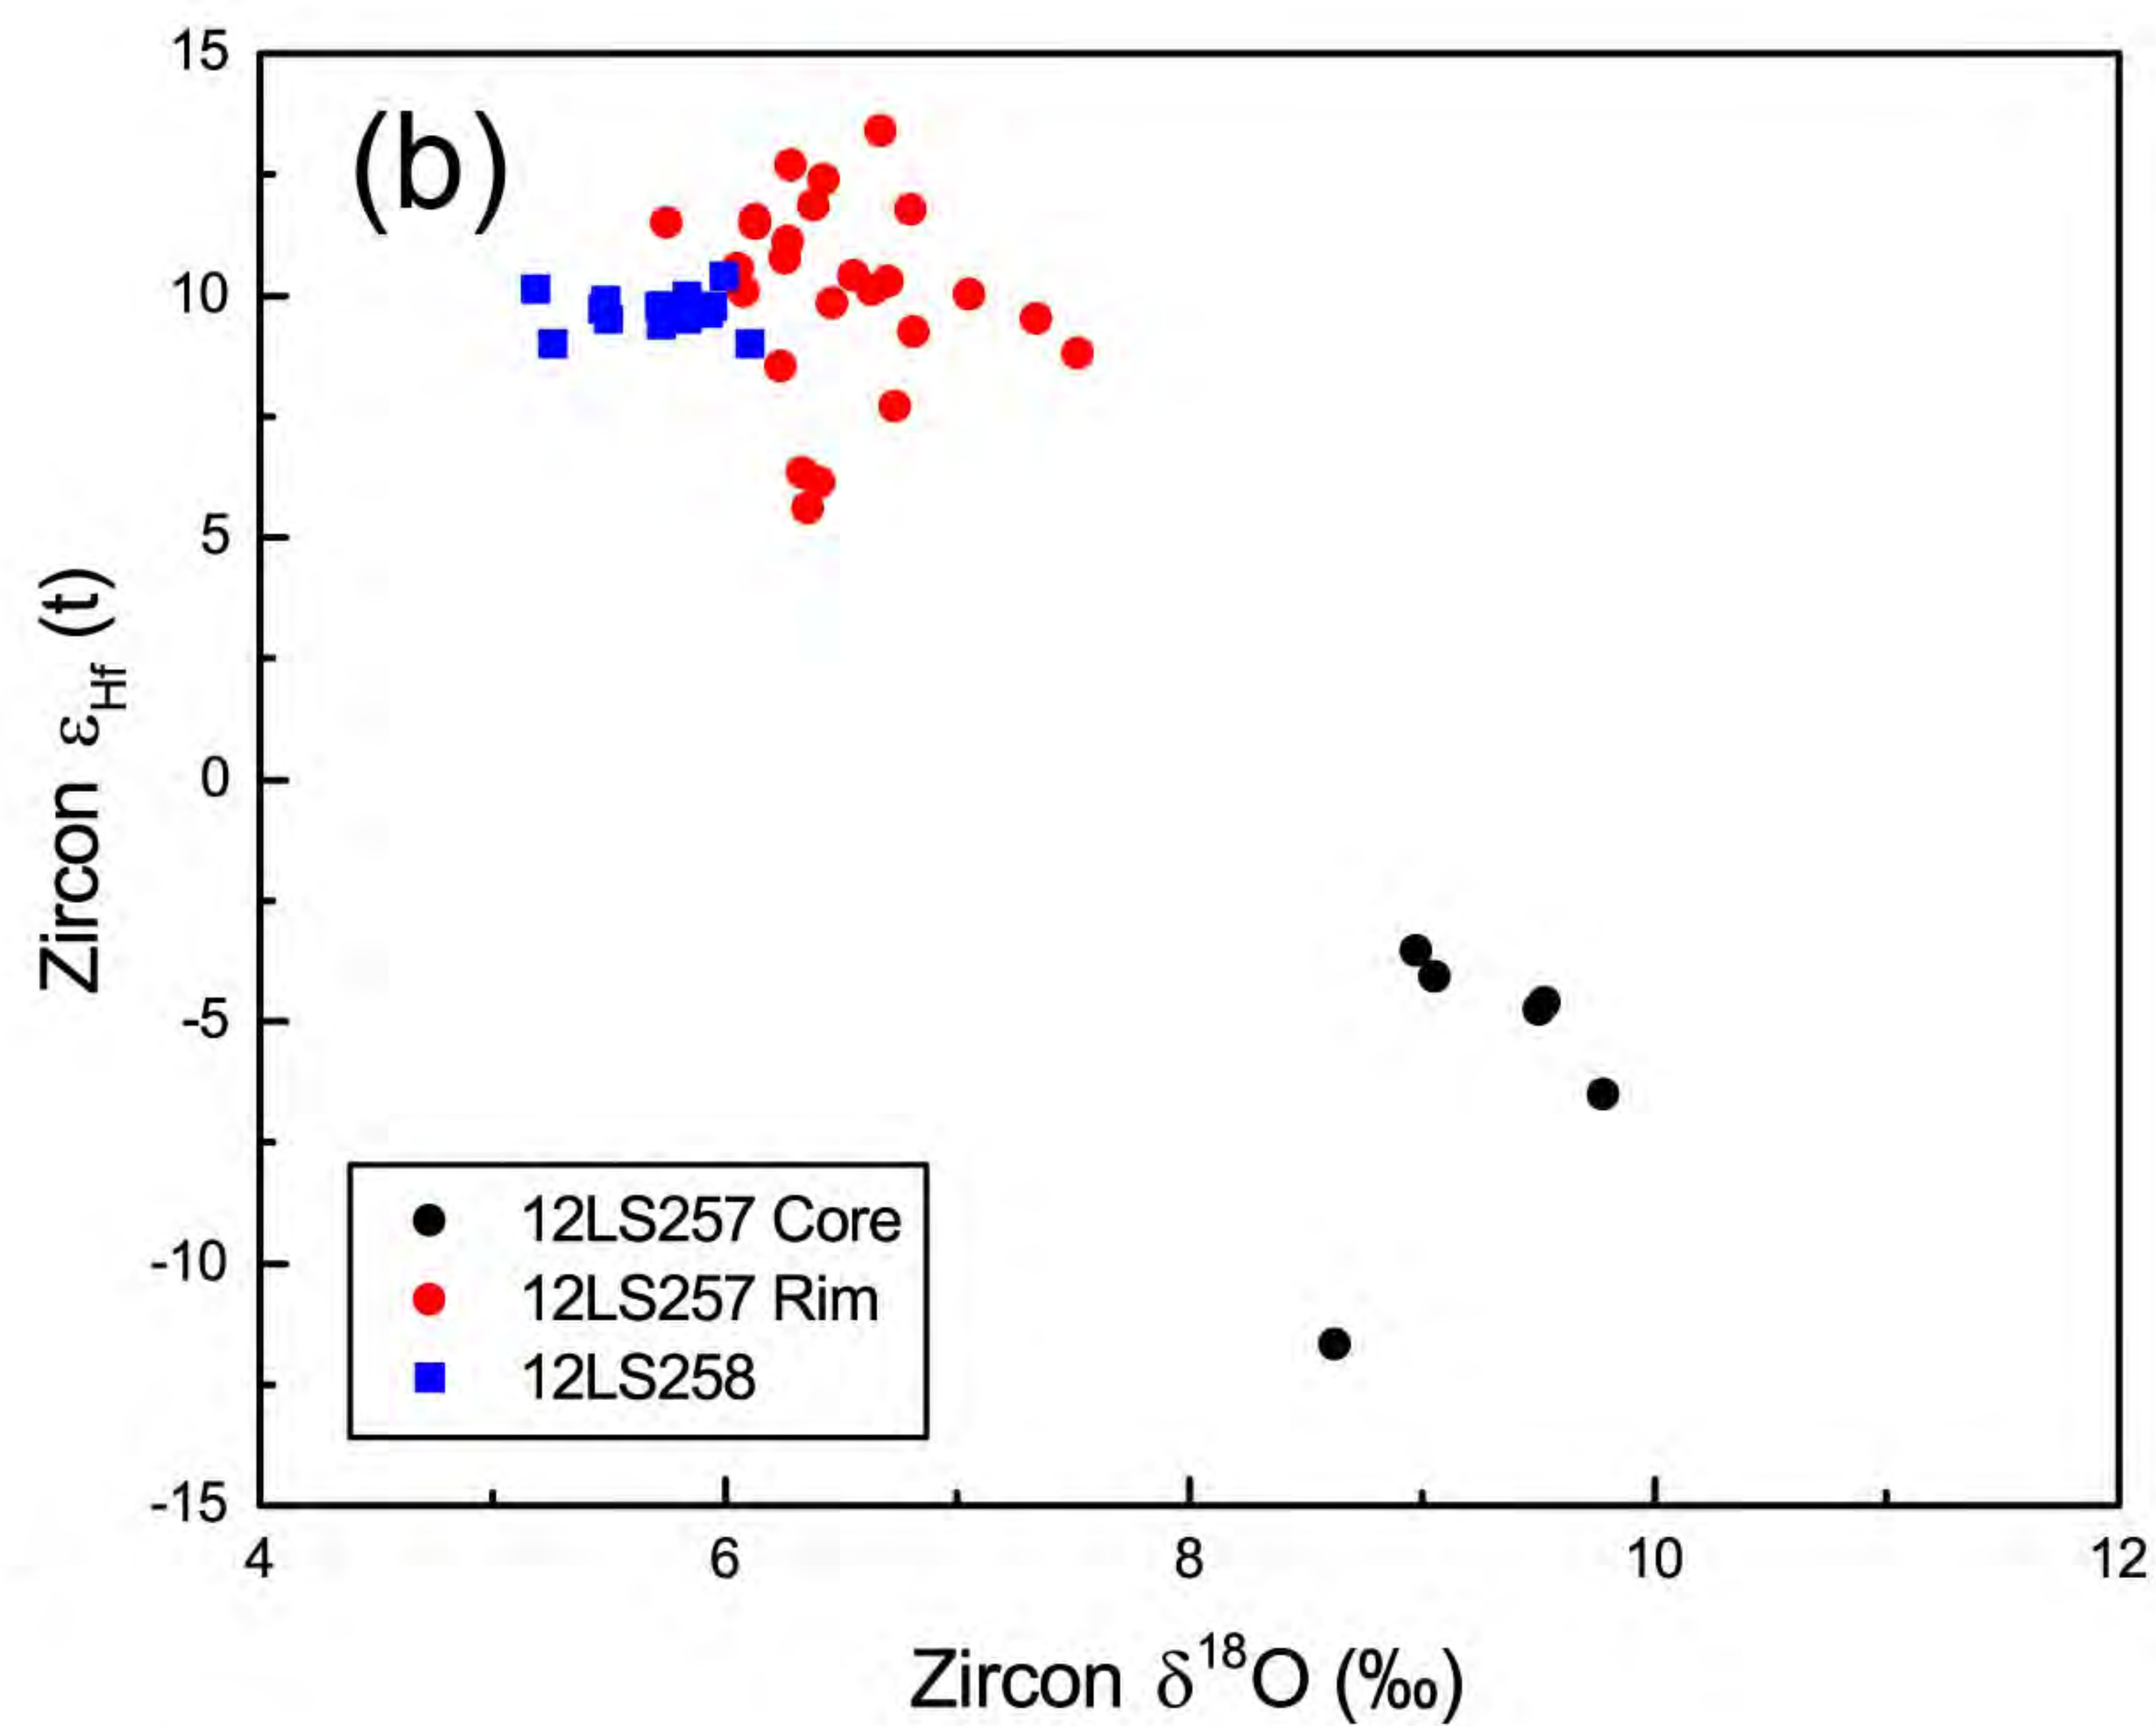 (b)
15
10
5
0
-5
-10
-15
Zircon εHf (t)
12LS257 Core
12LS257 Rim
12LS258
4 6 8 10 12
Zircon δ¹⁸O (‰)